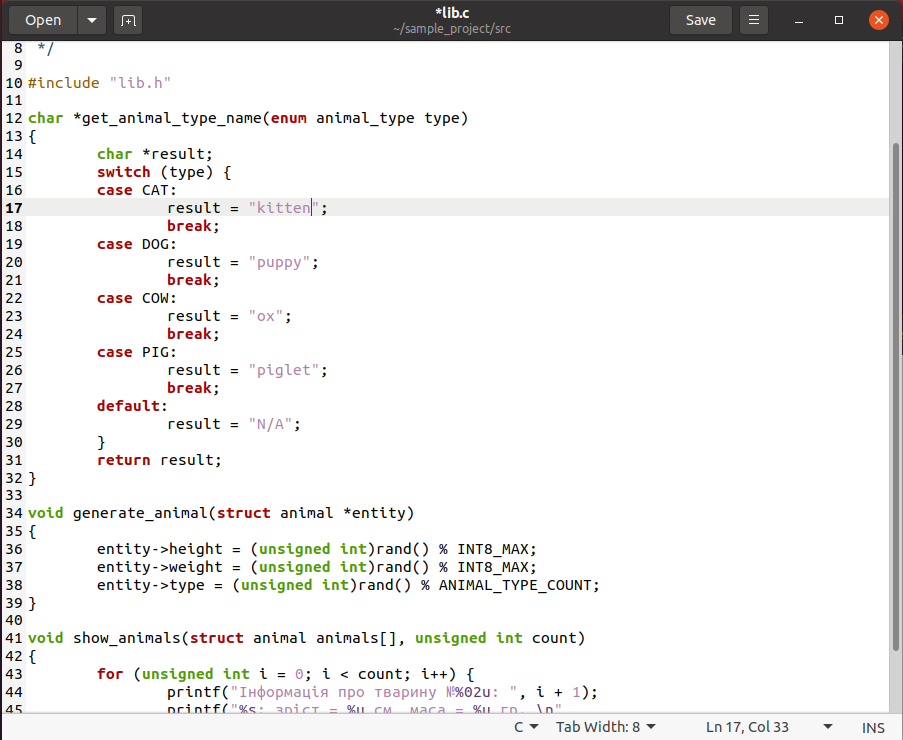 Open
*lib.c
~/sample_project/src
Save
8 */
9
10 #include "lib.h"
11
12 char *get_animal_type_name(enum animal_type type)
13 {
14 char *result;
15 switch (type) {
16 case CAT:
17 result = "kitten";
18 break;
19 case DOG:
20 result = "puppy";
21 break;
22 case COW:
23 result = "ox";
24 break;
25 case PIG:
26 result = "piglet";
27 break;
28 default:
29 result = "N/A";
30 }
31 return result;
32 }
33
34 void generate_animal(struct animal *entity)
35 {
36 entity->height = (unsigned int)rand() % INT8_MAX;
37 entity->weight = (unsigned int)rand() % INT8_MAX;
38 entity->type = (unsigned int)rand() % ANIMAL_TYPE_COUNT;
39 }
40
41 void show_animals(struct animal animals[], unsigned int count)
42 {
43 for (unsigned int i = 0; i < count; i++) {
44 printf("Інформація про тварину №%02u: ", i + 1);
45 printf("%s: зріст = %u см, маса = %u гр. \n"
C Tab Width: 8 Ln 17, Col 33 INS